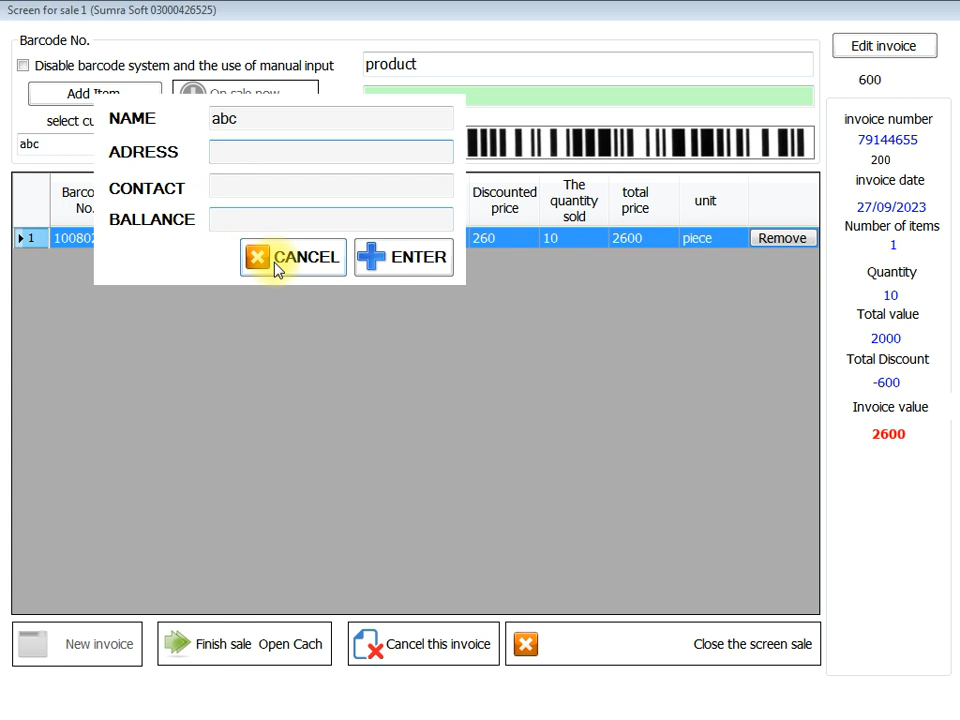 Screen for sale1 (Sumra Soft 03000426525)
Barcode No.
Disable barcode system and the use of manual input
product
Edit invoice
Add Item
On sale now
600
select cu
abc
NAME abc
ADRESS
CONTACT
BALLANCE
CANCEL
ENTER
invoice number
79144655
200
invoice date
27/09/2023
Number of items
1
Quantity
10
Total value
2000
Total Discount
-600
Invoice value
2600
Barco
No.
Discounted
price
The
quantity
sold
total
price
unit
1 100802 260 10 2600 piece Remove
New invoice
Finish sale Open Cach
Cancel this invoice
Close the screen sale